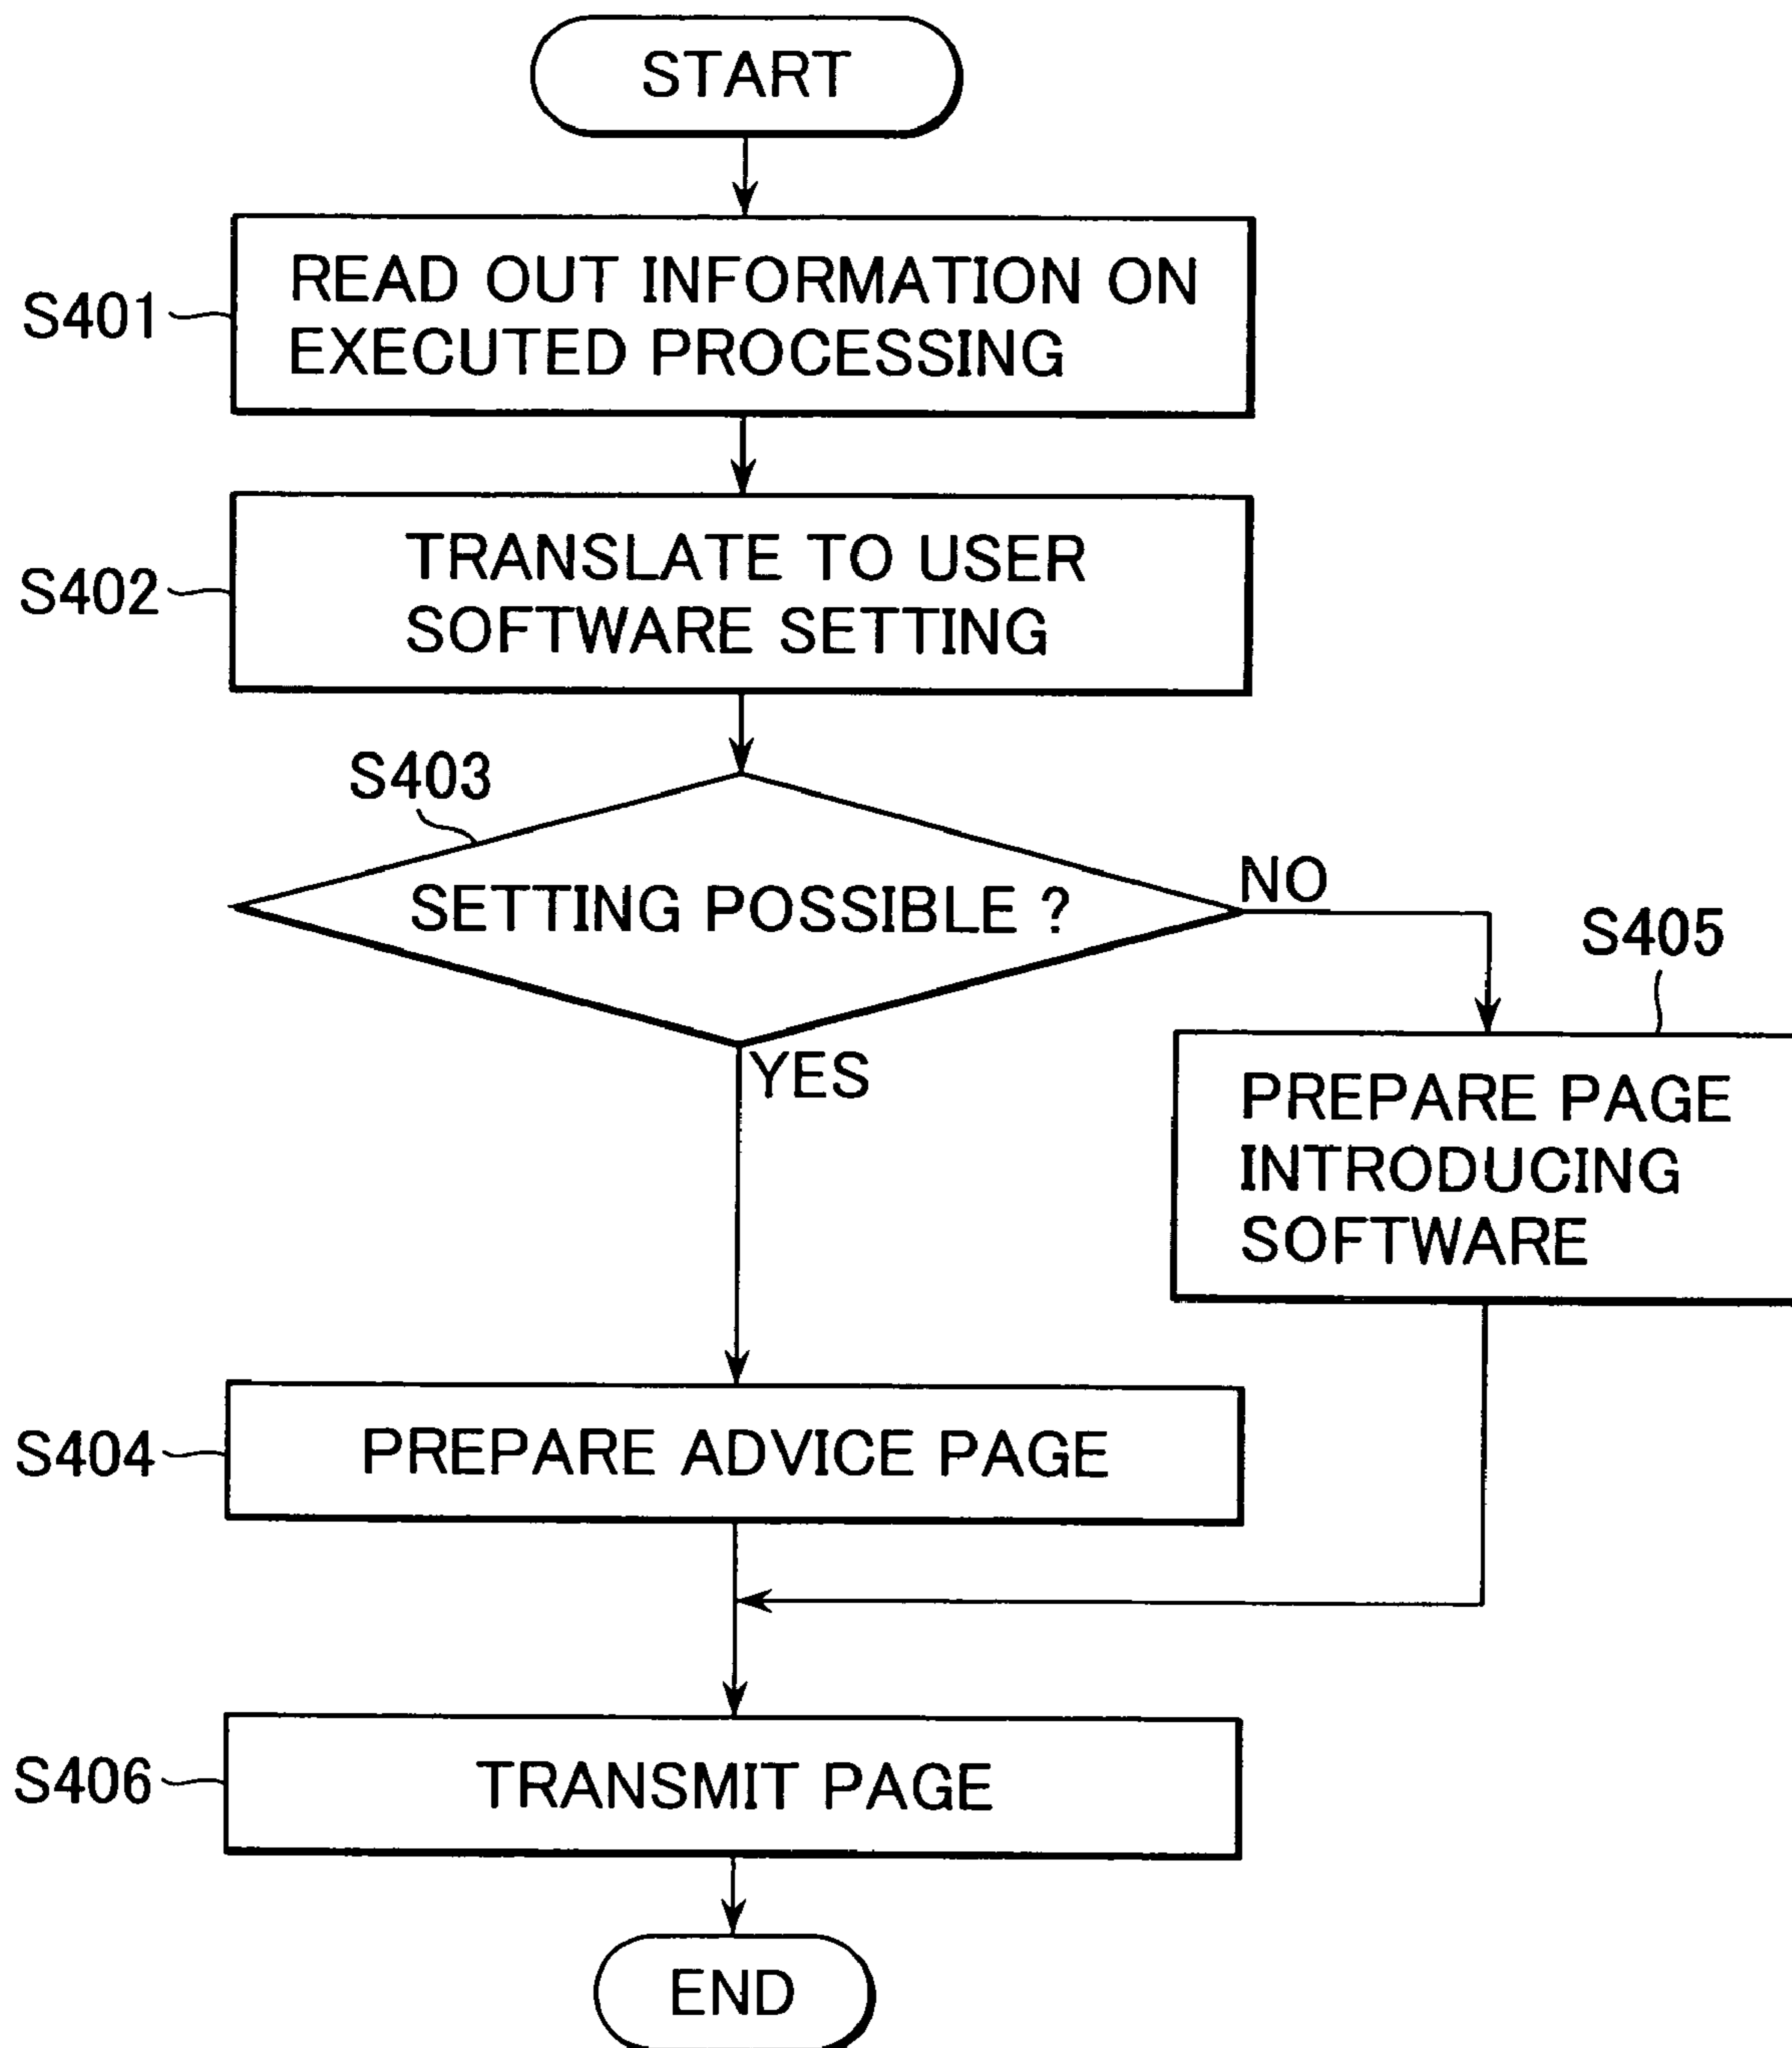 START
S401
READ OUT INFORMATION ON
EXECUTED PROCESSING
S402
TRANSLATE TO USER
SOFTWARE SETTING
S403
SETTING POSSIBLE ?
NO
YES
S405
PREPARE PAGE
INTRODUCING
SOFTWARE
S404
PREPARE ADVICE PAGE
S406
TRANSMIT PAGE
END